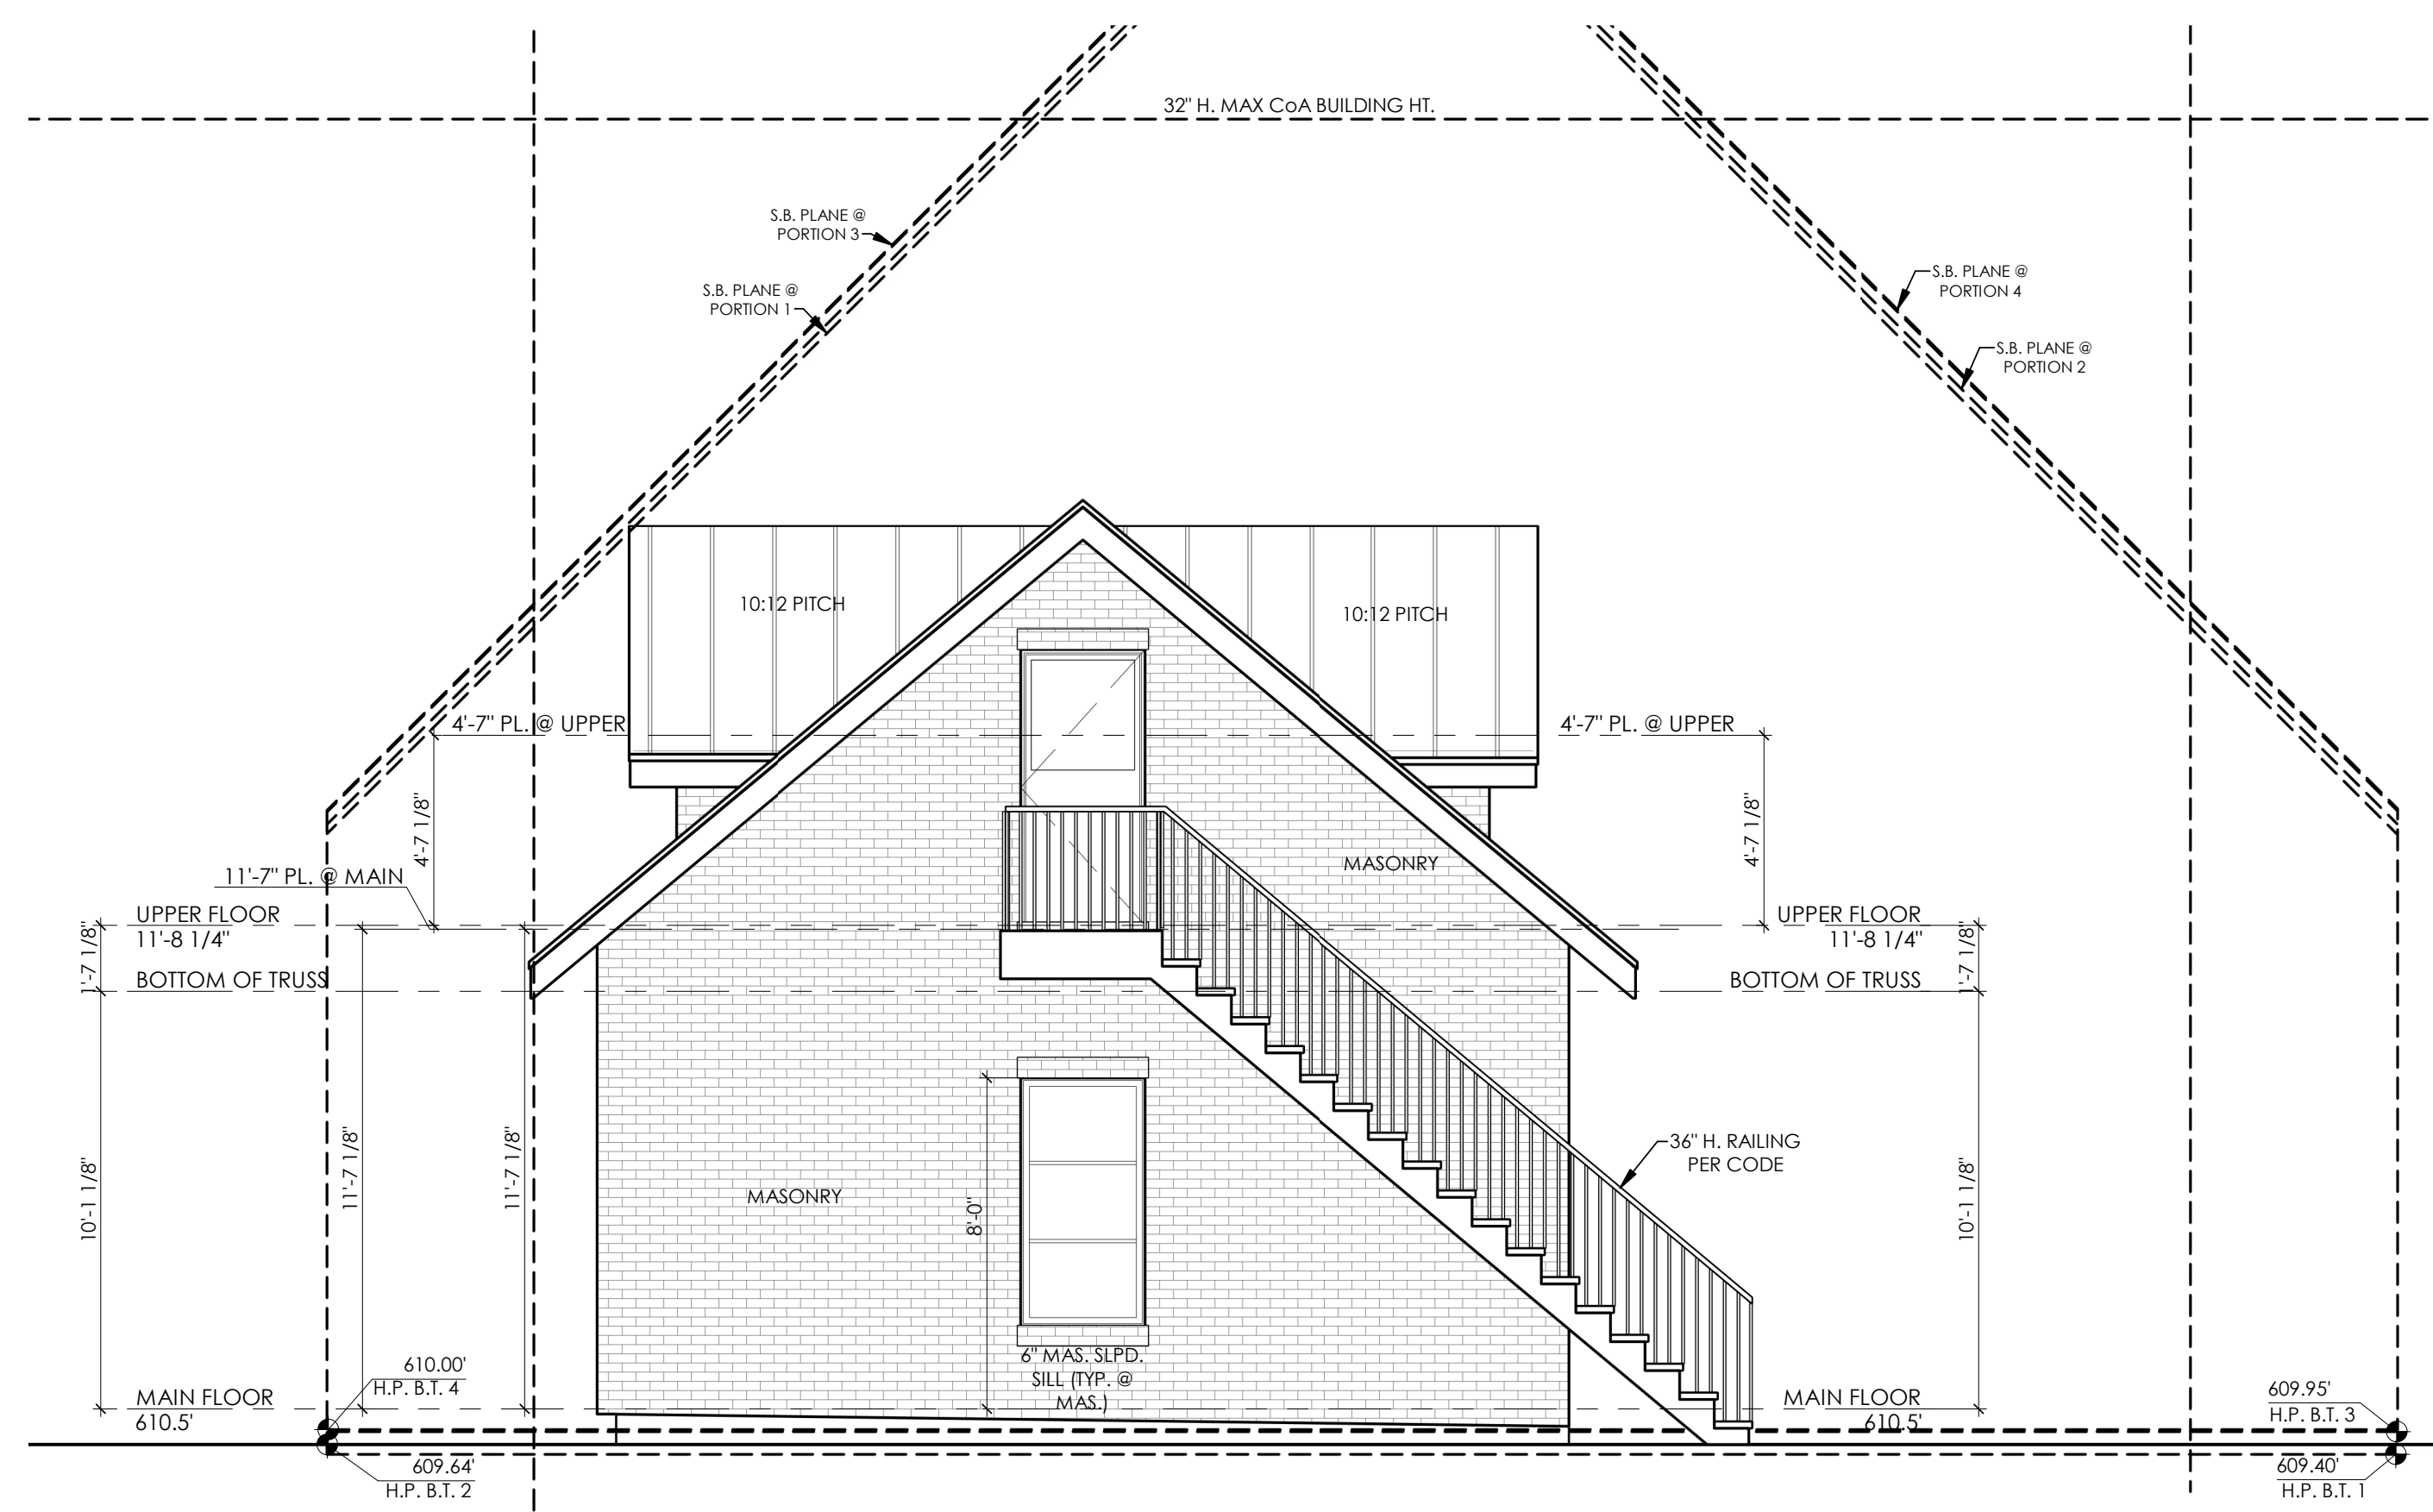 32" H. MAX CoA BUILDING HT.
S.B. PLANE @
PORTION 3
S.B. PLANE @
PORTION 1
S.B. PLANE @
PORTION 4
S.B. PLANE @
PORTION 2
10:12 PITCH
10:12 PITCH
4'-7" PL. @ UPPER
4'-7" PL. @ UPPER
4'-7 1/8"
4'-7 1/8"
MASONRY
11'-7" PL. @ MAIN
UPPER FLOOR
11'-8 1/4"
UPPER FLOOR
11'-8 1/4"
1'-7 1/8"
1'-7 1/8"
BOTTOM OF TRUSS
BOTTOM OF TRUSS
10'-1 1/8"
11'-7 1/8"
11'-7 1/8"
8'-0"
10'-1 1/8"
36" H. RAILING
PER CODE
MASONRY
6" MAS. SLPD.
SILL (TYP. @
MAS.)
610.00'
H.P. B.T. 4
MAIN FLOOR
610.5'
MAIN FLOOR
610.5'
609.95'
H.P. B.T. 3
609.64'
H.P. B.T. 2
609.40'
H.P. B.T. 1